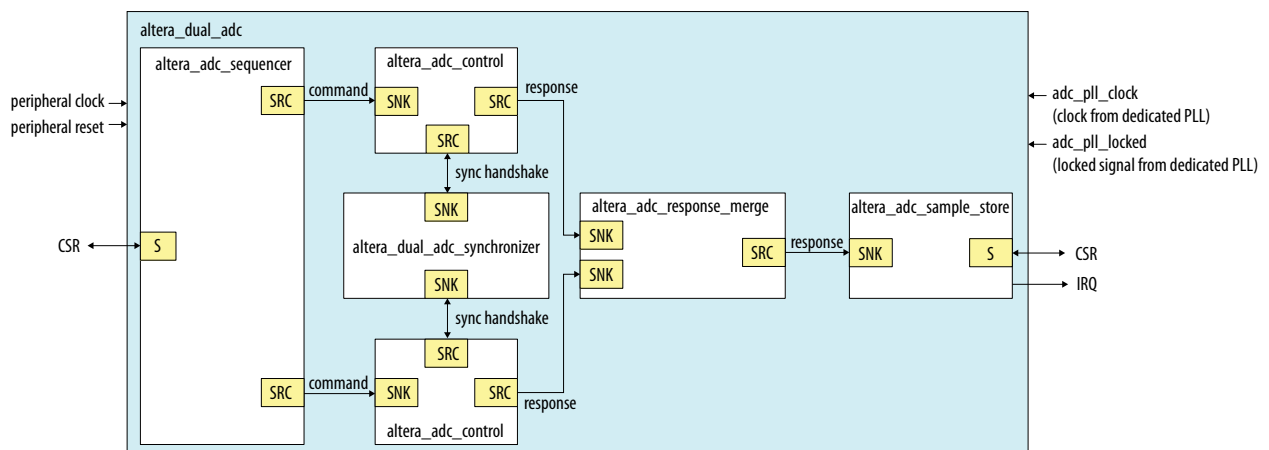 altera_dual_adc
altera_adc_sequencer
altera_adc_control
SRC
command
SNK
SRC
response
SRC
peripheral clock
peripheral reset
adc_pll_clock
(clock from dedicated PLL)
adc_pll_locked
(locked signal from dedicated PLL)
sync handshake
SNK
altera_dual_adc_synchronizer
SNK
sync handshake
altera_adc_response_merge
SNK
SNK
SRC
response
altera_adc_sample_store
SNK
S
CSR
IRQ
CSR
S
SRC
SRC
command
SNK
SRC
response
altera_adc_control